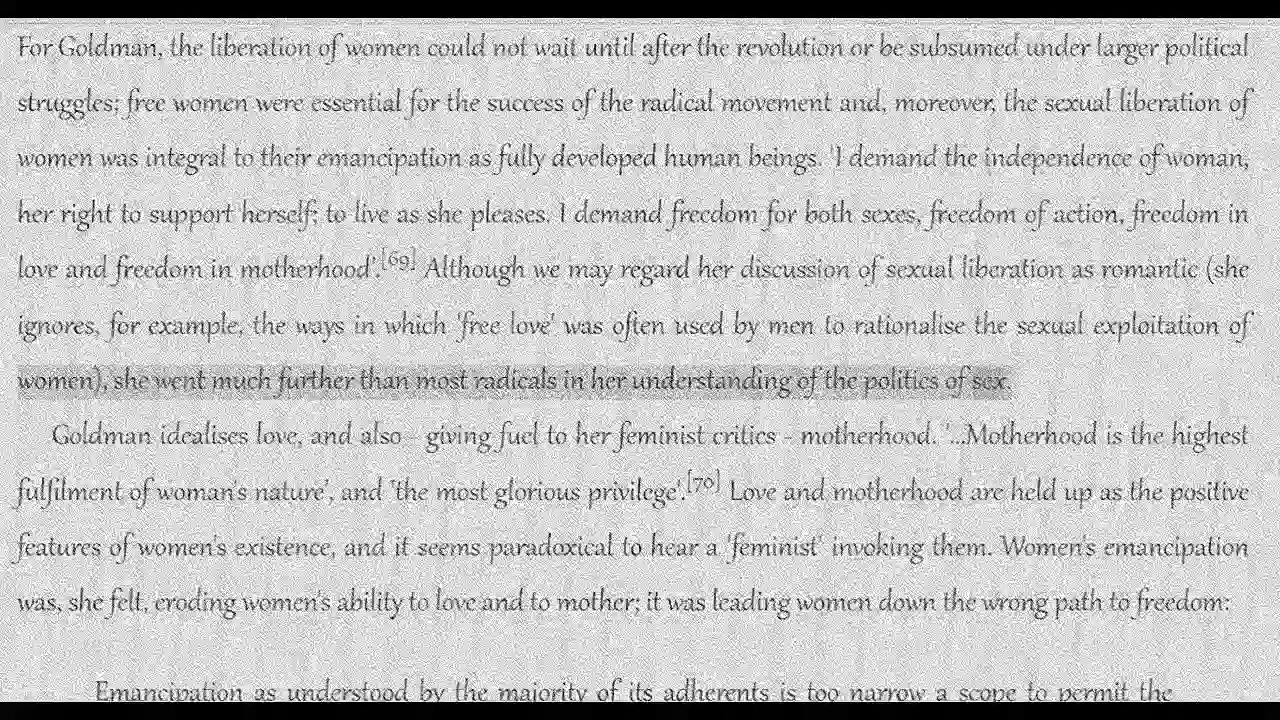 For Goldman, the liberation of women could not wait until after the revolution or be subsumed under larger political
struggles; free women were essential for the success of the radical movement and, moreover, the sexual liberation of
women was integral to their emancipation as fully developed human beings. 'I demand the independence of woman,
her right to support herself; to live as she pleases. I demand freedom for both sexes, freedom of action, freedom in
love and freedom in motherhood'.[69] Although we may regard her discussion of sexual liberation as romantic (she
ignores, for example, the ways in which 'free love' was often used by men to rationalise the sexual exploitation of
women), she went much further than most radicals in her understanding of the politics of sex.
Goldman idealises love, and also - giving fuel to her feminist critics - motherhood. '...Motherhood is the highest
fulfilment of woman's nature', and 'the most glorious privilege'.[70] Love and motherhood are held up as the positive
features of women's existence, and it seems paradoxical to hear a 'feminist' invoking them. Women's emancipation
was, she felt, eroding women's ability to love and to mother; it was leading women down the wrong path to freedom:
Emancipation as understood by the majority of its adherents is too narrow a scope to permit the